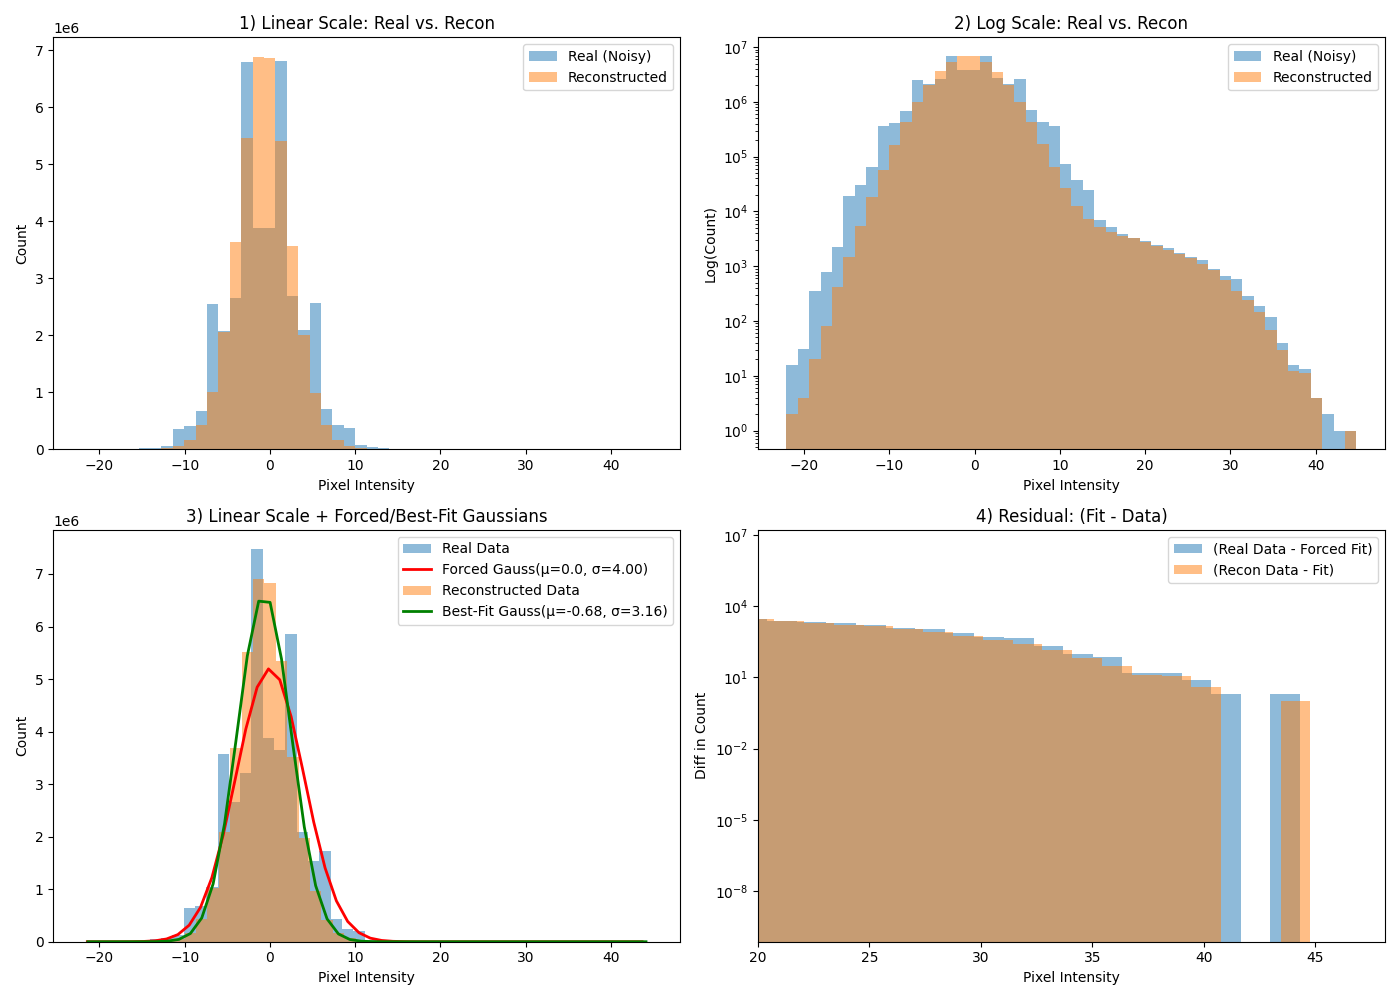 1) Linear Scale: Real vs. Recon
1e6
Real (Noisy)
Reconstructed
7
6
5
4
3
2
1
0
Count
−20 −10 0 10 20 30 40
Pixel Intensity
2) Log Scale: Real vs. Recon
Real (Noisy)
Reconstructed
10^7
10^6
10^5
10^4
10^3
10^2
10^1
10^0
Log(Count)
−20 −10 0 10 20 30 40
Pixel Intensity
3) Linear Scale + Forced/Best-Fit Gaussians
1e6
Real Data
Forced Gauss(μ=0.0, σ=4.00)
Reconstructed Data
Best-Fit Gauss(μ=-0.68, σ=3.16)
7
6
5
4
3
2
1
0
Count
−20 −10 0 10 20 30 40
Pixel Intensity
4) Residual: (Fit - Data)
(Real Data - Forced Fit)
(Recon Data - Fit)
10^7
10^4
10^1
10^−2
10^−5
10^−8
Diff in Count
20 25 30 35 40 45
Pixel Intensity